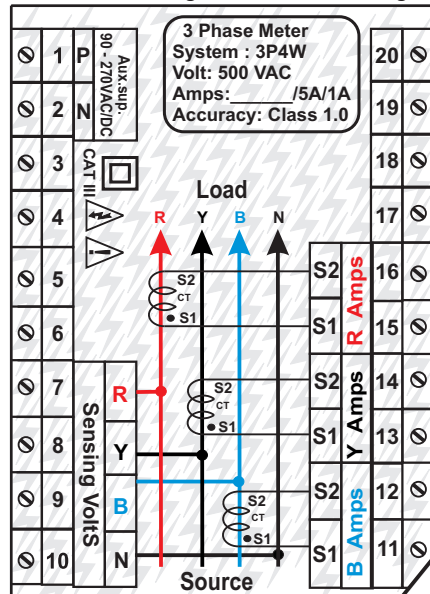 3 Phase Meter
System : 3P4W
Volt: 500 VAC
Amps:______/5A/1A
Accuracy: Class 1.0
1 P
2 N
Aux.sup.
90 - 270VAC/DC
3
4
5
6
7
8
9
10
CAT III
Sensing VoltS
R
Y
B
N
Load
R Y B N
S2
CT
S1
S2
CT
S1
S2
CT
S1
Source
20
19
18
17
S2 16
S1 15
R Amps
S2 14
S1 13
Y Amps
S2 12
S1 11
B Amps